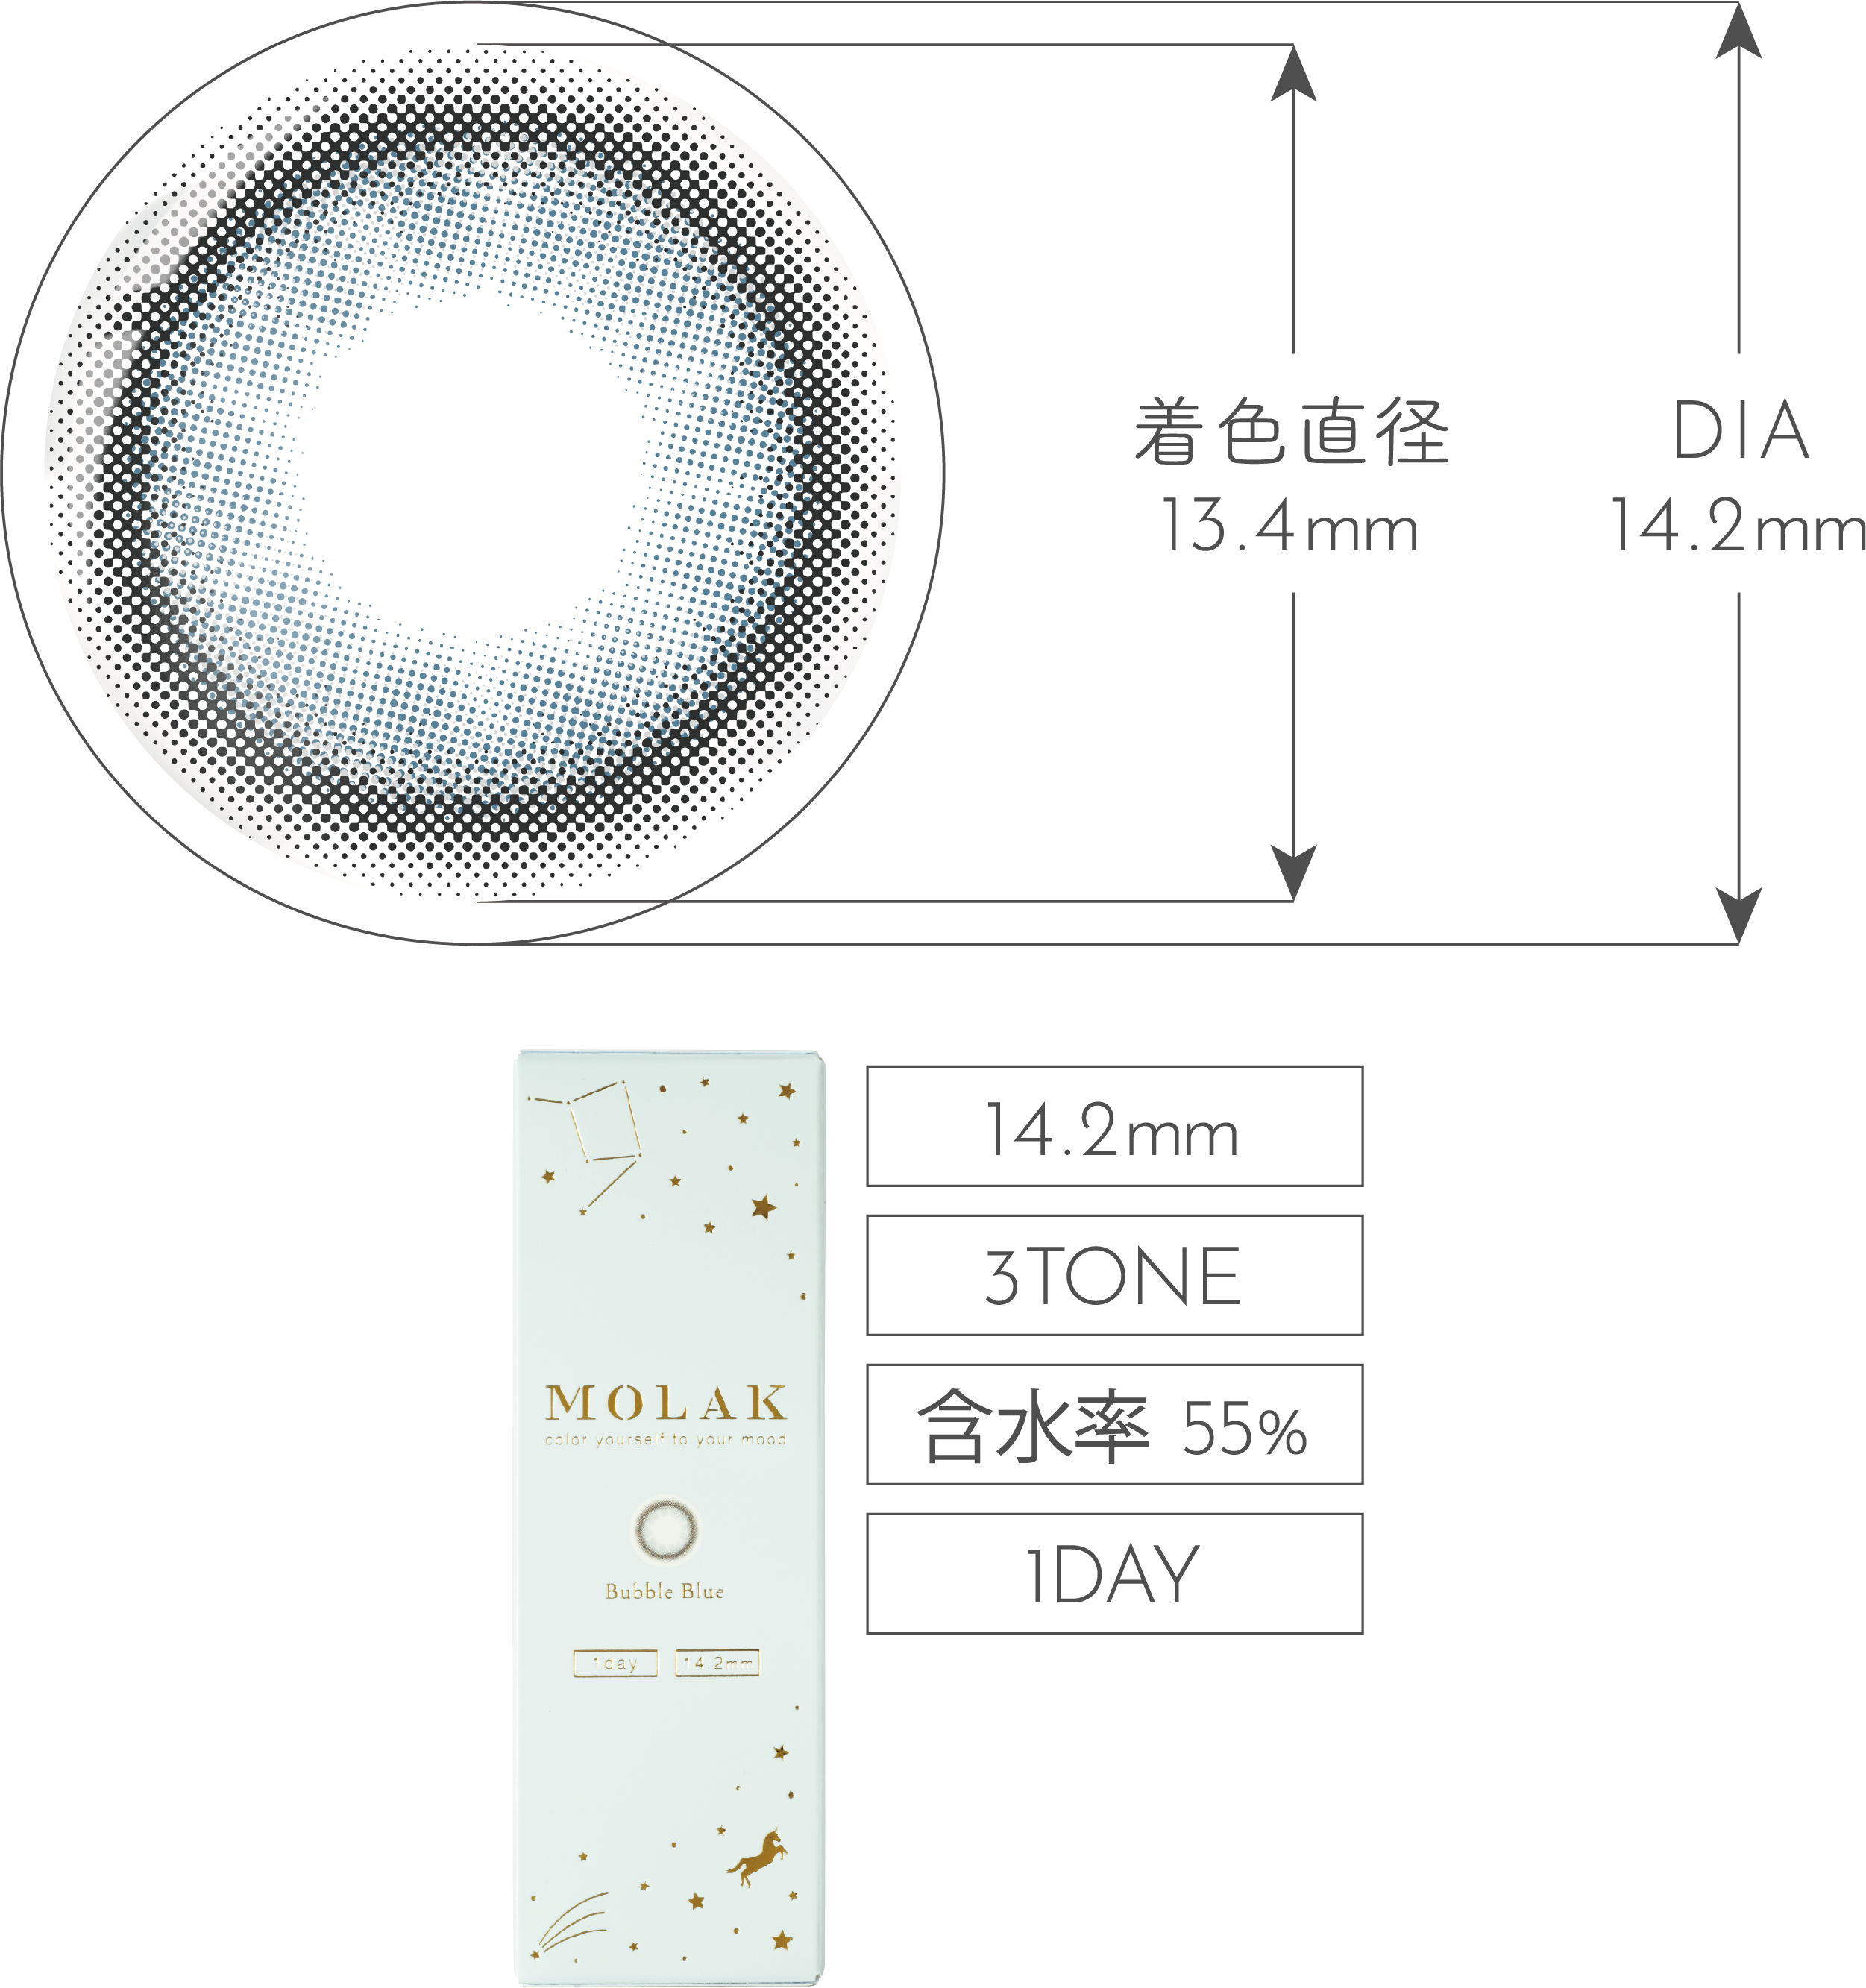 着色直径
13.4mm
DIA
14.2mm
MOLAK
color yourself to your mood
Bubble Blue
1day
14.2mm
14.2mm
3TONE
含水率 55%
1DAY